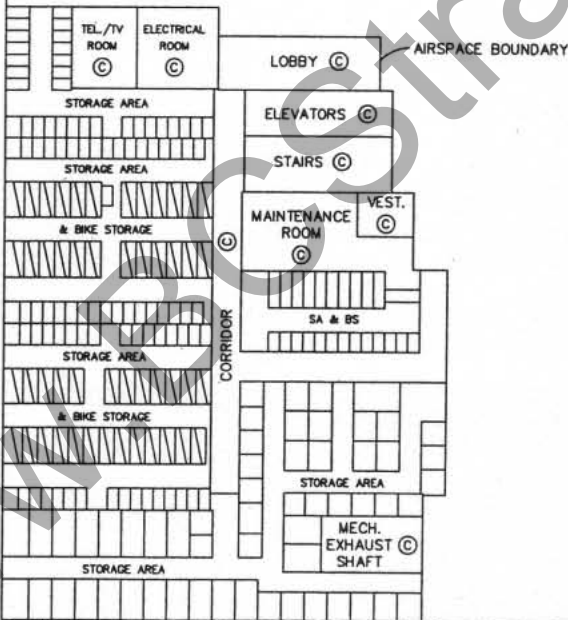 TEL./TV
ROOM
Ⓒ
ELECTRICAL
ROOM
Ⓒ
LOBBY Ⓒ
AIRSPACE BOUNDARY
STORAGE AREA
ELEVATORS Ⓒ
STAIRS Ⓒ
STORAGE AREA
VEST.
Ⓒ
MAINTENANCE
ROOM
Ⓒ
& BIKE STORAGE
Ⓒ
CORRIDOR
SA & BS
STORAGE AREA
& BIKE STORAGE
STORAGE AREA
MECH.
EXHAUST Ⓒ
SHAFT
STORAGE AREA
w.BCStra